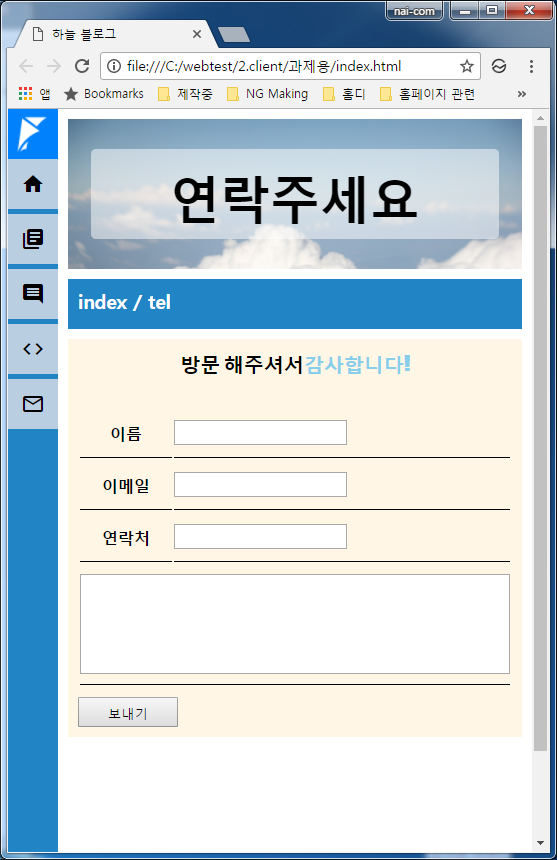 nai-com
하늘 블로그
file:///C:/webtest/2.client/과제용/index.html
앱 Bookmarks 제작중 NG Making 홈디 홈페이지 관련 »
연락주세요
index / tel
방문 해주셔서감사합니다!
이름
이메일
연락처
보내기